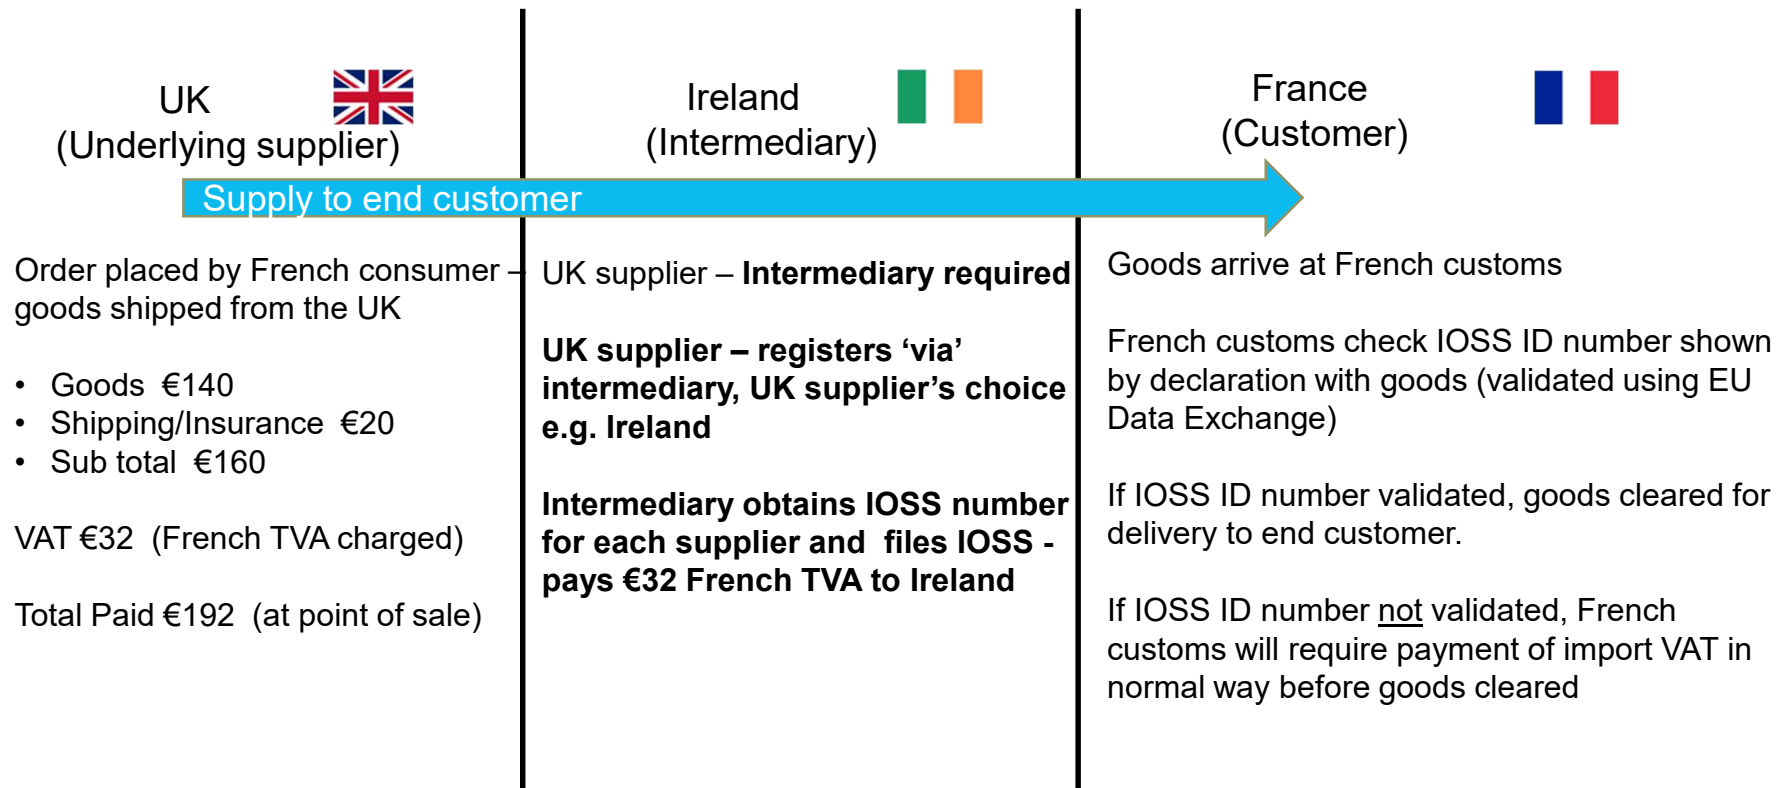 UK
(Underlying supplier)
Ireland
(Intermediary)
France
(Customer)
Supply to end customer
Order placed by French consumer –
goods shipped from the UK
• Goods €140
• Shipping/Insurance €20
• Sub total €160
VAT €32 (French TVA charged)
Total Paid €192 (at point of sale)
UK supplier – Intermediary required
UK supplier – registers ‘via’
intermediary, UK supplier’s choice
e.g. Ireland
Intermediary obtains IOSS number
for each supplier and files IOSS -
pays €32 French TVA to Ireland
Goods arrive at French customs
French customs check IOSS ID number shown
by declaration with goods (validated using EU
Data Exchange)
If IOSS ID number validated, goods cleared for
delivery to end customer.
If IOSS ID number not validated, French
customs will require payment of import VAT in
normal way before goods cleared